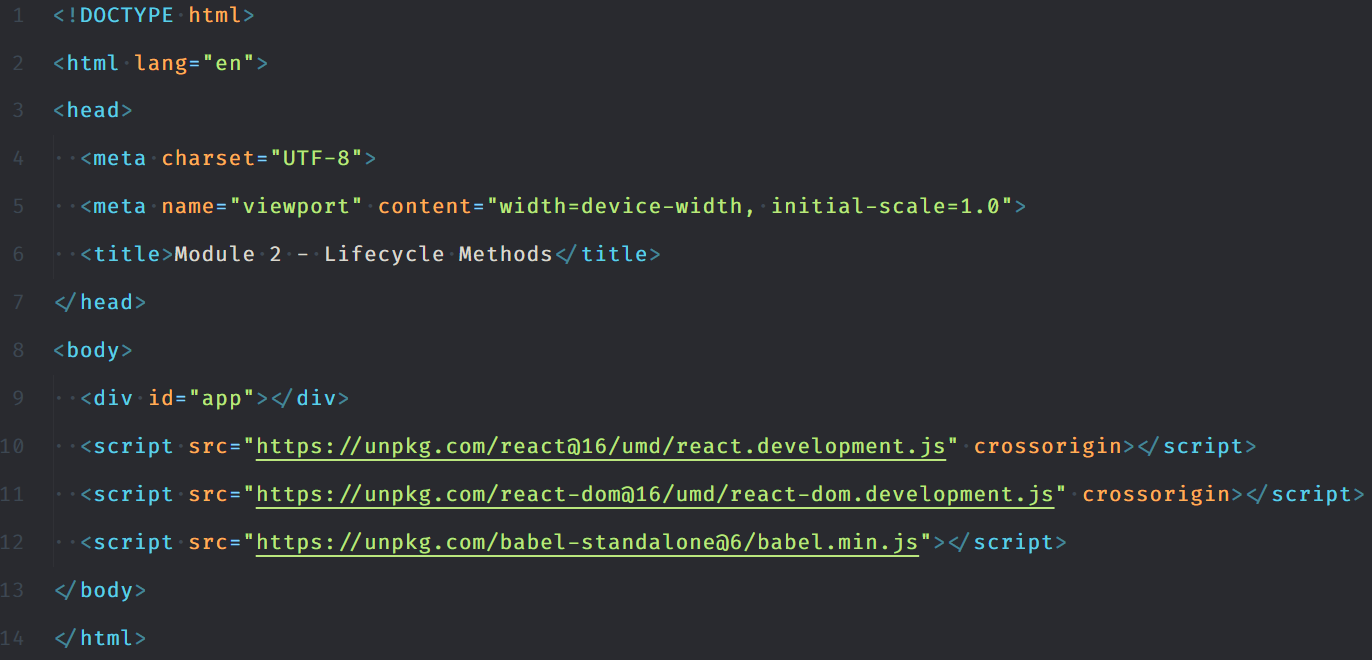 1 <!DOCTYPE html>
2 <html lang="en">
3 <head>
4   <meta charset="UTF-8">
5   <meta name="viewport" content="width=device-width, initial-scale=1.0">
6   <title>Module 2 - Lifecycle Methods</title>
7 </head>
8 <body>
9   <div id="app"></div>
10   <script src="https://unpkg.com/react@16/umd/react.development.js" crossorigin></script>
11   <script src="https://unpkg.com/react-dom@16/umd/react-dom.development.js" crossorigin></script>
12   <script src="https://unpkg.com/babel-standalone@6/babel.min.js"></script>
13 </body>
14 </html>